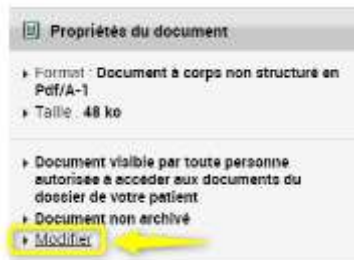 Propriétés du document
Format : Document à corps non structuré en
Pdf/A-1
Taille : 48 ko
Document visible par toute personne
autorisée à accéder aux documents du
dossier de votre patient
Document non archivé
Modifier